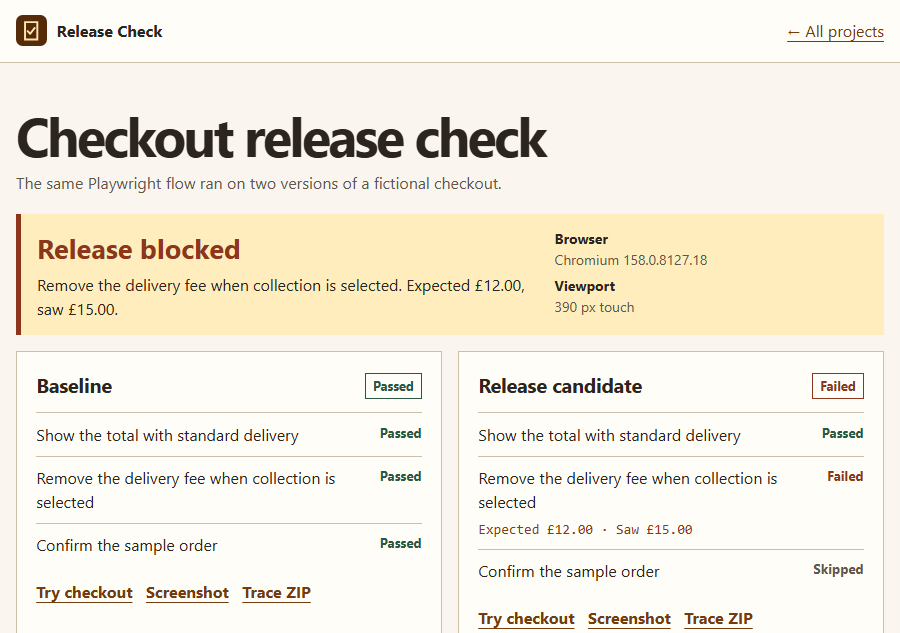 Release Check
← All projects
Checkout release check
The same Playwright flow ran on two versions of a fictional checkout.
Release blocked
Remove the delivery fee when collection is selected. Expected £12.00,
saw £15.00.
Browser
Chromium 158.0.8127.18
Viewport
390 px touch
Baseline
Passed
Show the total with standard delivery
Passed
Remove the delivery fee when collection is
selected
Passed
Confirm the sample order
Passed
Try checkout Screenshot Trace ZIP
Release candidate
Failed
Show the total with standard delivery
Passed
Remove the delivery fee when collection is
selected
Failed
Expected £12.00 · Saw £15.00
Confirm the sample order
Skipped
Try checkout Screenshot Trace ZIP